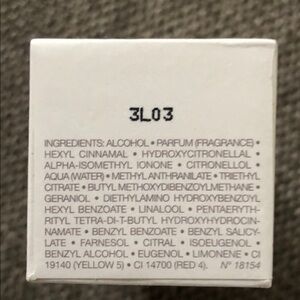 3L03
INGREDIENTS: ALCOHOL • PARFUM (FRAGRANCE) •
HEXYL CINNAMAL • HYDROXYCITRONELLAL •
ALPHA-ISOMETHYL IONONE • CITRONELLOL •
AQUA (WATER) • METHYL ANTHRANILATE • TRIETHYL
CITRATE • BUTYL METHOXYDIBENZOYLMETHANE •
GERANIOL • DIETHYLAMINO HYDROXYBENZOYL
HEXYL BENZOATE • LINALOOL • PENTAERYTH-
RITYL TETRA-DI-T-BUTYL HYDROXYHYDROCIN-
NAMATE • BENZYL BENZOATE • BENZYL SALICY-
LATE • FARNESOL • CITRAL • ISOEUGENOL •
BENZYL ALCOHOL • EUGENOL • LIMONENE • CI
19140 (YELLOW 5) • CI 14700 (RED 4). N° 18154